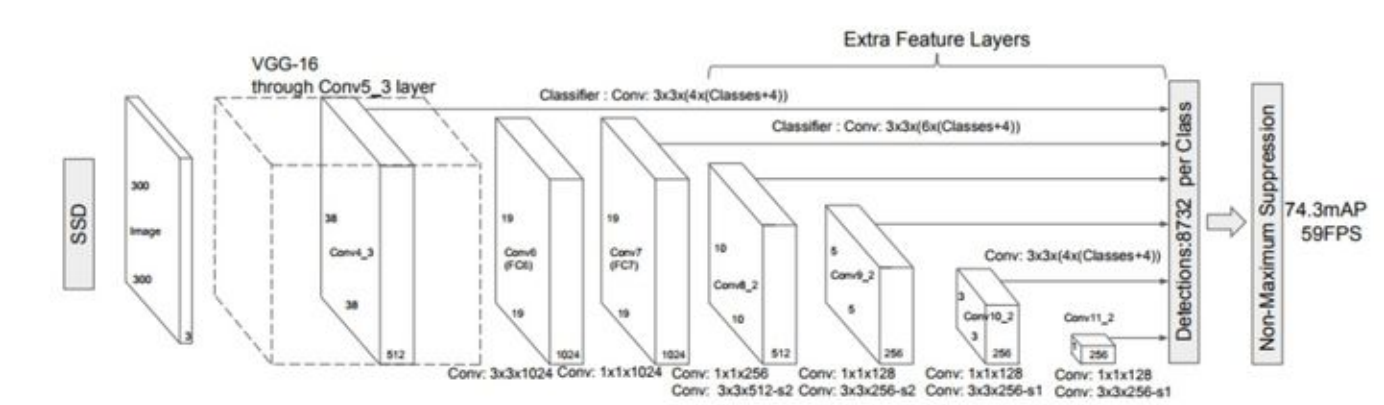 Extra Feature Layers
VGG-16
through Conv5_3 layer
Classifier : Conv: 3x3x(4x(Classes+4))
Classifier : Conv: 3x3x(6x(Classes+4))
SSD
300
Image
300
3
38
Conv4_3
38
512
19
Conv6
(FC6)
19
1024
19
Conv7
(FC7)
19
1024
10
Conv8_2
10
512
5
Conv9_2
5
256
Conv: 3x3x(4x(Classes+4))
3
Conv10_2
3
256
Conv11_2
1
256
Detections:8732 per Class
Non-Maximum Suppression
74.3mAP
59FPS
Conv: 3x3x1024
Conv: 1x1x1024
Conv: 1x1x256
Conv: 3x3x512-s2
Conv: 1x1x128
Conv: 3x3x256-s2
Conv: 1x1x128
Conv: 3x3x256-s1
Conv: 1x1x128
Conv: 3x3x256-s1